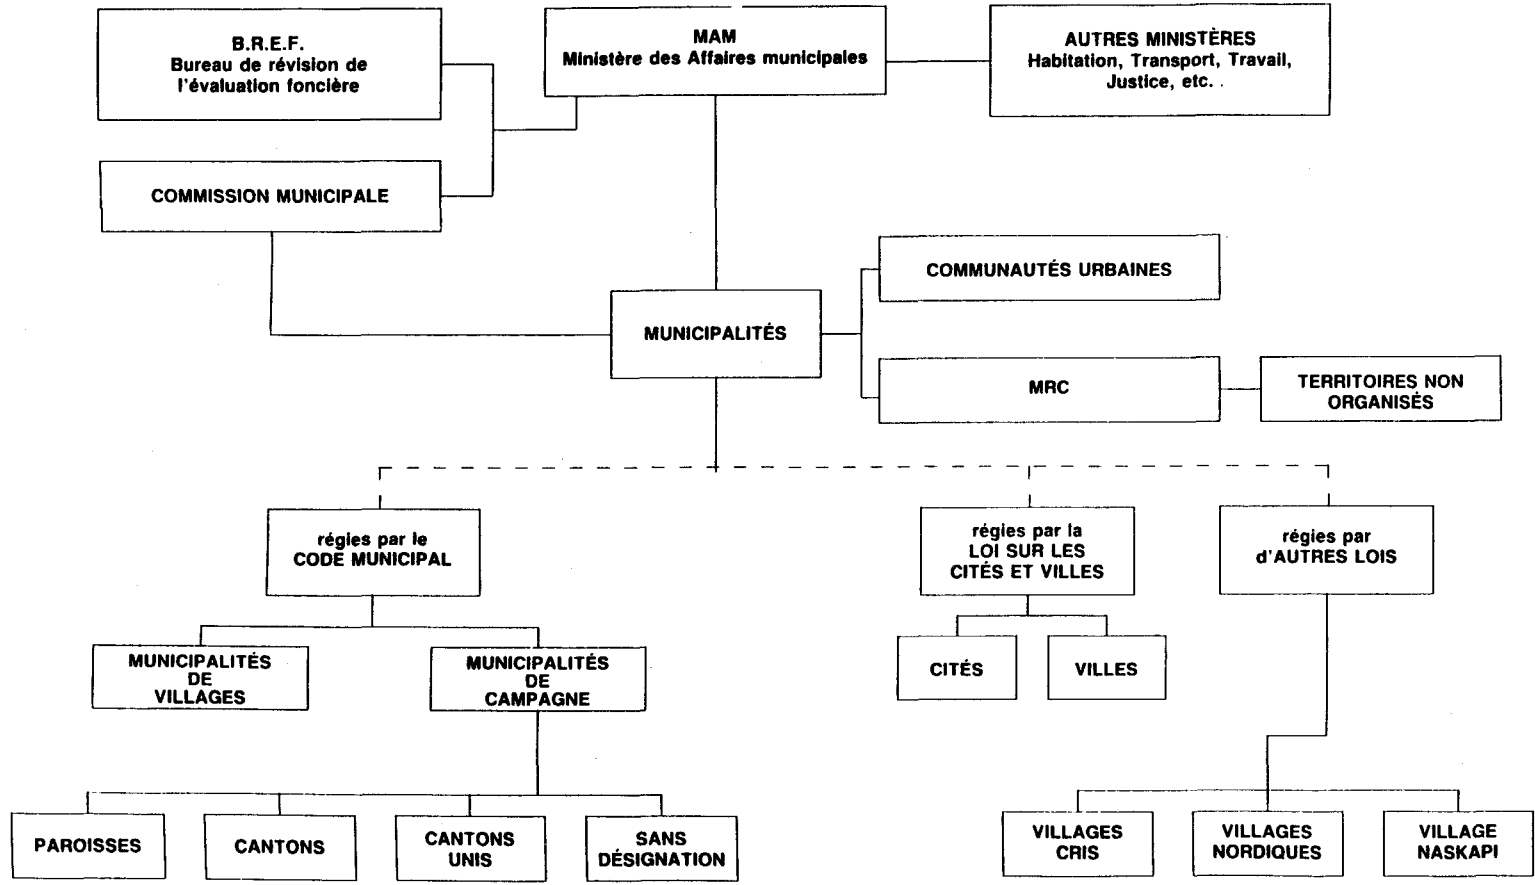 B.R.E.F.
Bureau de révision de
l'évaluation foncière
MAM
Ministère des Affaires municipales
AUTRES MINISTÈRES
Habitation, Transport, Travail,
Justice, etc.
COMMISSION MUNICIPALE
COMMUNAUTÉS URBAINES
MUNICIPALITÉS
MRC
TERRITOIRES NON
ORGANISÉS
régies par le
CODE MUNICIPAL
régies par la
LOI SUR LES
CITÉS ET VILLES
régies par
d'AUTRES LOIS
MUNICIPALITÉS
DE
VILLAGES
MUNICIPALITÉS
DE
CAMPAGNE
CITÉS
VILLES
PAROISSES
CANTONS
CANTONS
UNIS
SANS
DÉSIGNATION
VILLAGES
CRIS
VILLAGES
NORDIQUES
VILLAGE
NASKAPI